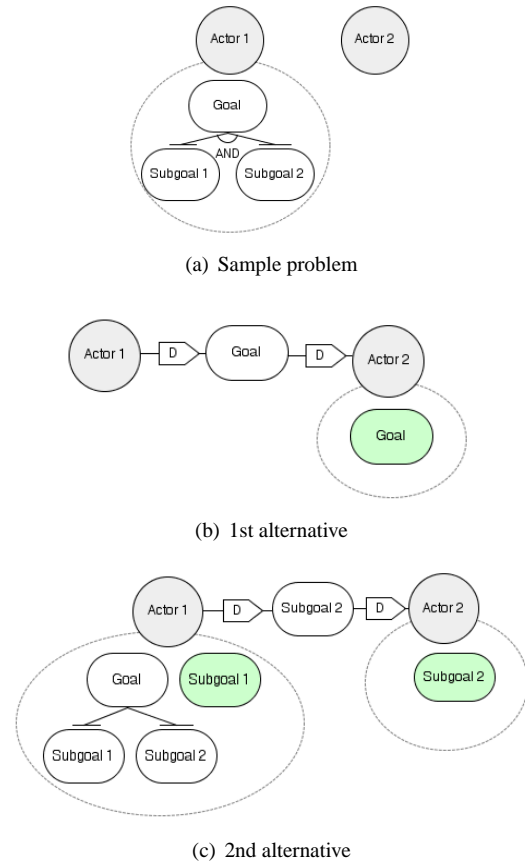 Actor 1
Actor 2
Goal
AND
Subgoal 1
Subgoal 2
(a) Sample problem
Actor 1
D
Goal
D
Actor 2
Goal
(b) 1st alternative
Actor 1
D
Subgoal 2
D
Actor 2
Goal
Subgoal 1
Subgoal 2
Subgoal 1
Subgoal 2
(c) 2nd alternative